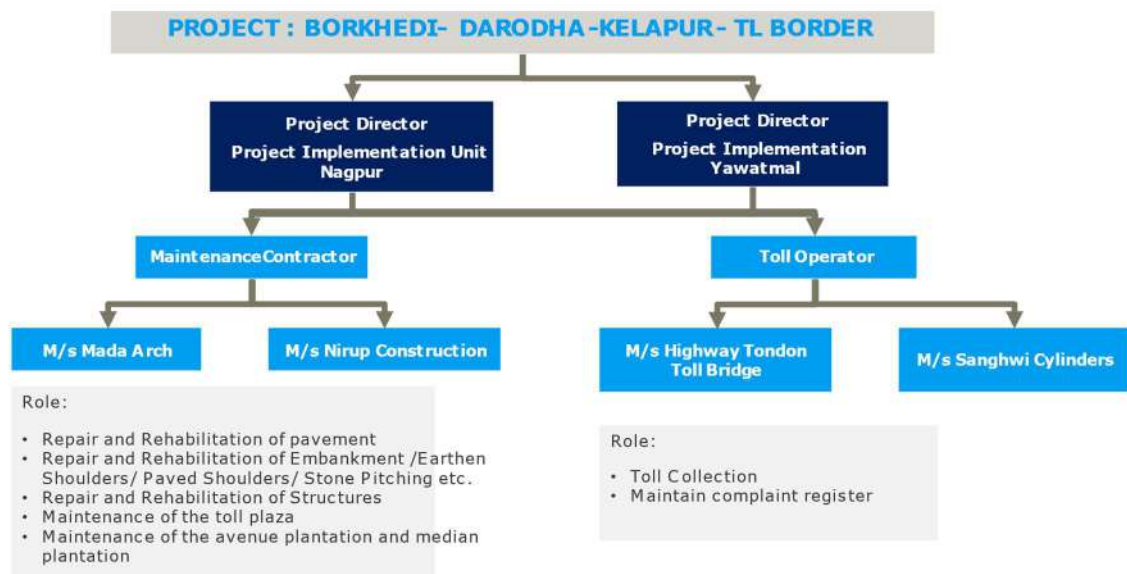 PROJECT : BORKHEDI- DARODHA-KELAPUR- TL BORDER
Project Director
Project Implementation Unit
Nagpur
Project Director
Project Implementation
Yawatmal
MaintenanceContractor
Toll Operator
M/s Mada Arch
M/s Nirup Construction
M/s Highway Tondon
Toll Bridge
M/s Sanghwi Cylinders
Role:
• Repair and Rehabilitation of pavement
• Repair and Rehabilitation of Embankment /Earthen
Shoulders/ Paved Shoulders/ Stone Pitching etc.
• Repair and Rehabilitation of Structures
• Maintenance of the toll plaza
• Maintenance of the avenue plantation and median
plantation
Role:
• Toll Collection
• Maintain complaint register